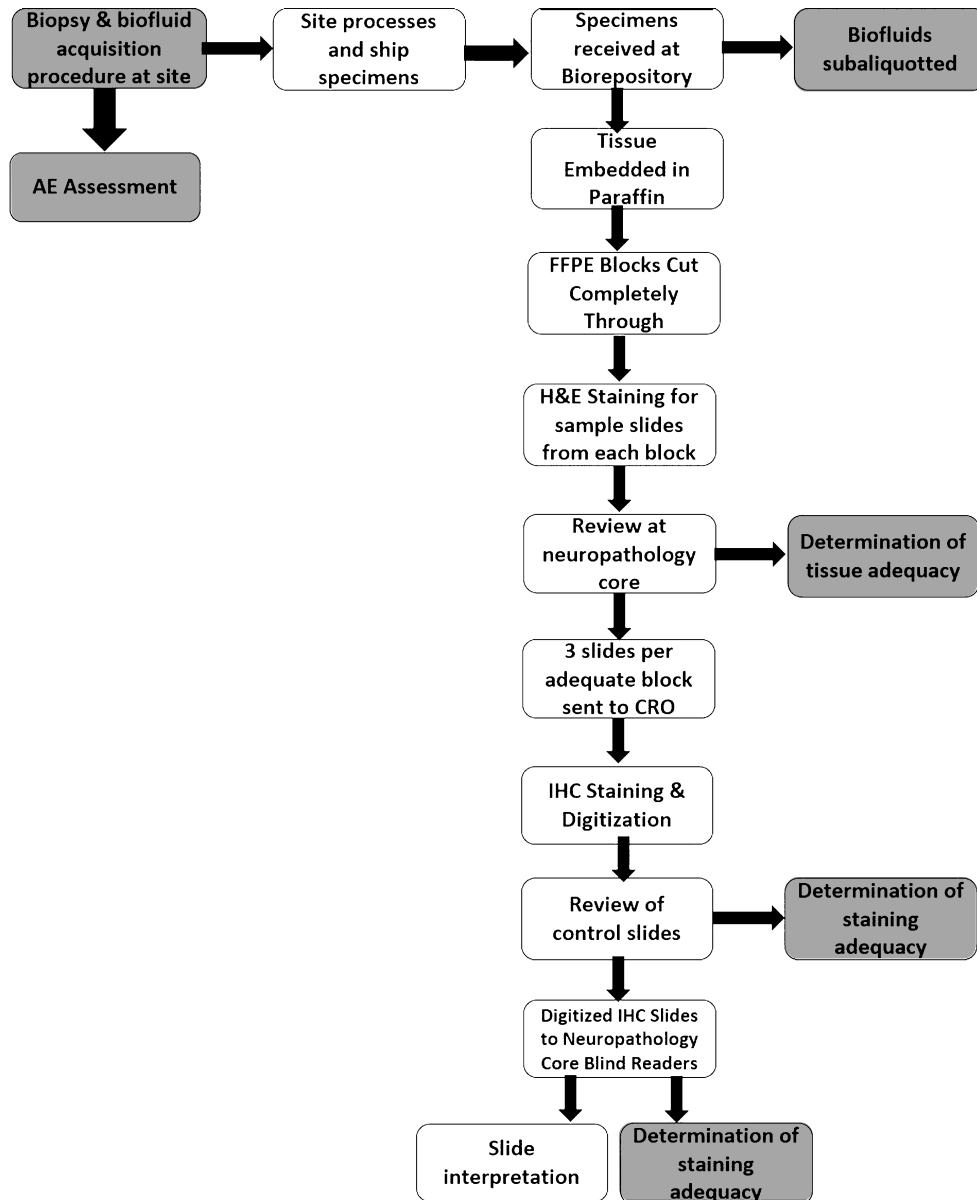 Biopsy & biofluid
acquisition
procedure at site
Site processes
and ship
specimens
Specimens
received at
Biorepository
Biofluids
subaliquotted
AE Assessment
Tissue
Embedded in
Paraffin
FFPE Blocks Cut
Completely
Through
H&E Staining for
sample slides
from each block
Review at
neuropathology
core
Determination of
tissue adequacy
3 slides per
adequate block
sent to CRO
IHC Staining &
Digitization
Review of
control slides
Determination of
staining
adequacy
Digitized IHC Slides
to Neuropathology
Core Blind Readers
Slide
interpretation
Determination of
staining
adequacy